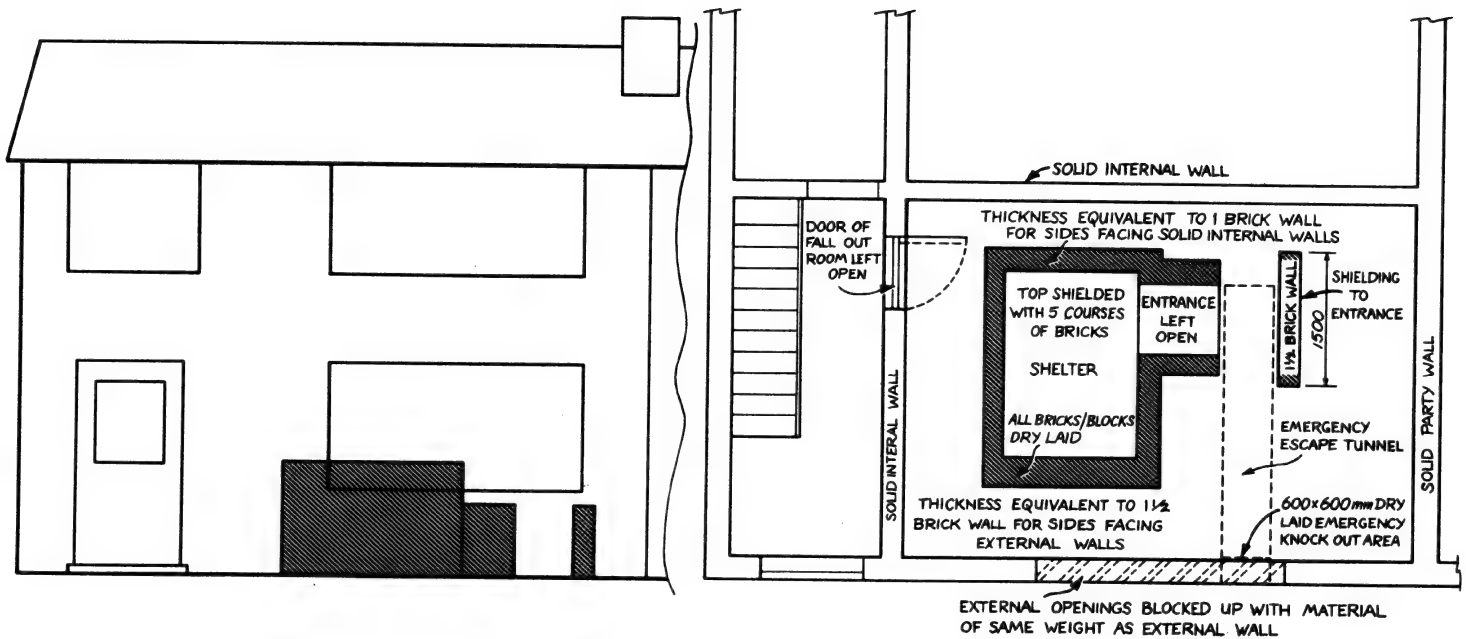 SOLID INTERNAL WALL
THICKNESS EQUIVALENT TO 1 BRICK WALL
FOR SIDES FACING SOLID INTERNAL WALLS
DOOR OF
FALL OUT
ROOM LEFT
OPEN
TOP SHIELDED
WITH 5 COURSES
OF BRICKS
SHELTER
ENTRANCE
LEFT
OPEN
1½ BRICK WALL
1500
SHIELDING
TO
ENTRANCE
ALL BRICKS/BLOCKS
DRY LAID
SOLID INTERAL WALL
SOLID PARTY WALL
EMERGENCY
ESCAPE TUNNEL
THICKNESS EQUIVALENT TO 1½
BRICK WALL FOR SIDES FACING
EXTERNAL WALLS
600x600mm DRY
LAID EMERGENCY
KNOCK OUT AREA
EXTERNAL OPENINGS BLOCKED UP WITH MATERIAL
OF SAME WEIGHT AS EXTERNAL WALL